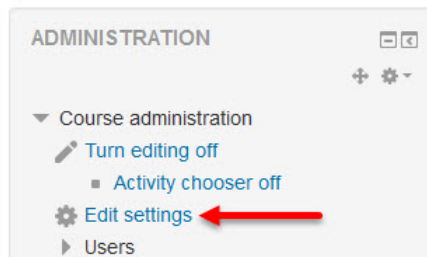 ADMINISTRATION
Course administration
Turn editing off
Activity chooser off
Edit settings
Users